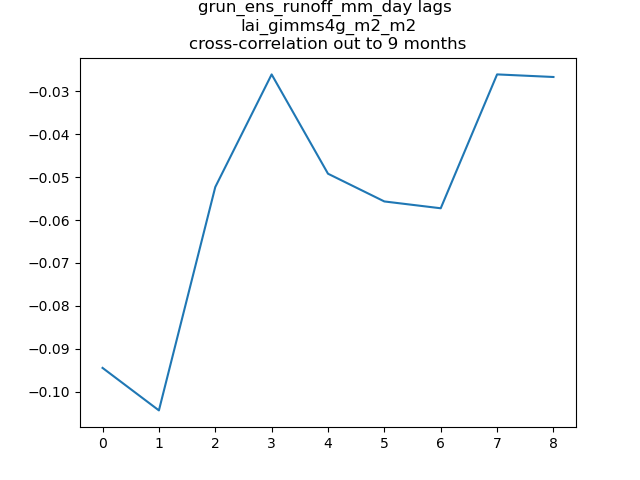 grun_ens_runoff_mm_day lags
lai_gimms4g_m2_m2
cross-correlation out to 9 months
−0.03
−0.04
−0.05
−0.06
−0.07
−0.08
−0.09
−0.10
0 1 2 3 4 5 6 7 8